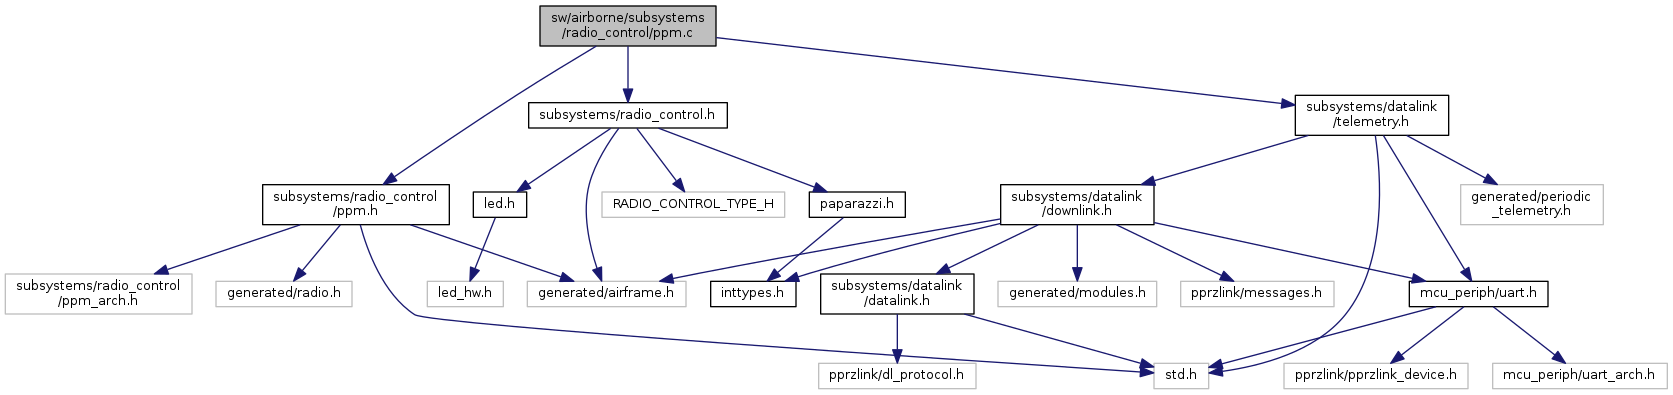 sw/airborne/subsystems
/radio_control/ppm.c
subsystems/radio_control.h
subsystems/datalink
/telemetry.h
subsystems/radio_control
/ppm.h
led.h
RADIO_CONTROL_TYPE_H
paparazzi.h
subsystems/datalink
/downlink.h
generated/periodic
_telemetry.h
subsystems/radio_control
/ppm_arch.h
generated/radio.h
led_hw.h
generated/airframe.h
inttypes.h
subsystems/datalink
/datalink.h
generated/modules.h
pprzlink/messages.h
mcu_periph/uart.h
pprzlink/dl_protocol.h
std.h
pprzlink/pprzlink_device.h
mcu_periph/uart_arch.h